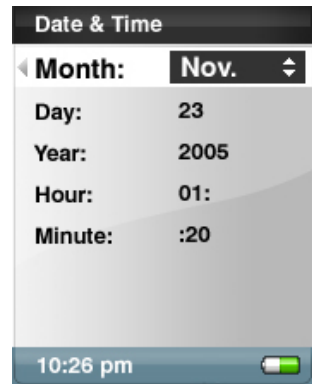 Date & Time
Month: Nov.
Day: 23
Year: 2005
Hour: 01:
Minute: :20
10:26 pm